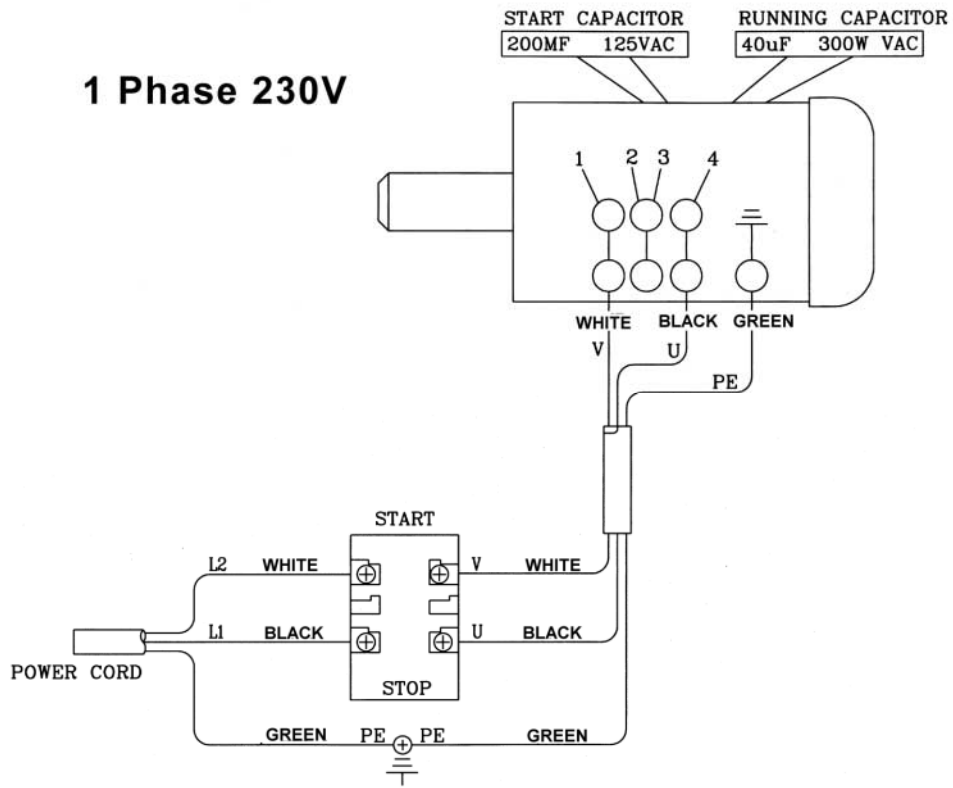 START CAPACITOR
200MF 125VAC
RUNNING CAPACITOR
40uF 300W VAC
1 Phase 230V
1 2 3 4
WHITE BLACK GREEN
V U
PE
START
L2 WHITE
V WHITE
L1 BLACK
U BLACK
POWER CORD
STOP
GREEN PE PE GREEN